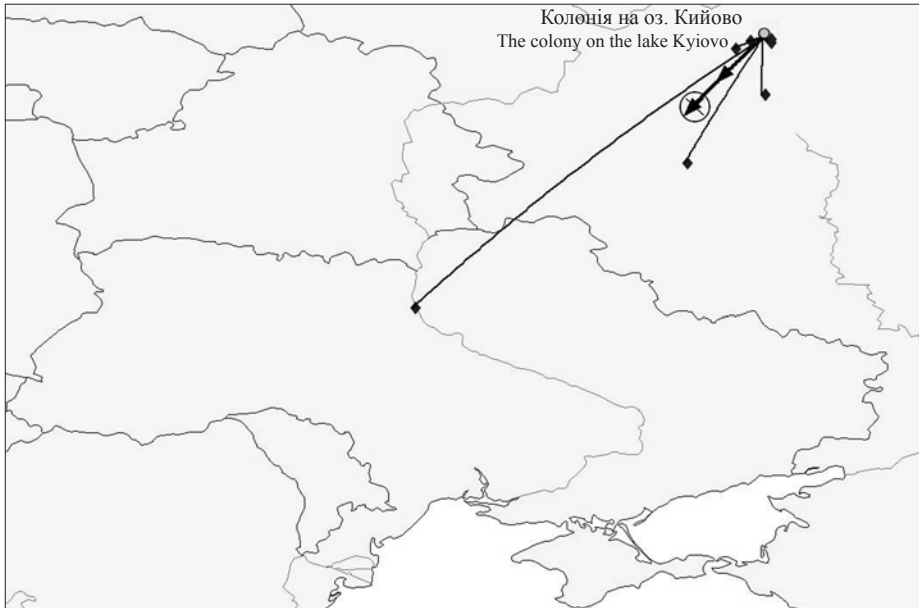 Колонія на оз. Кийово
The colony on the lake Kyiovo